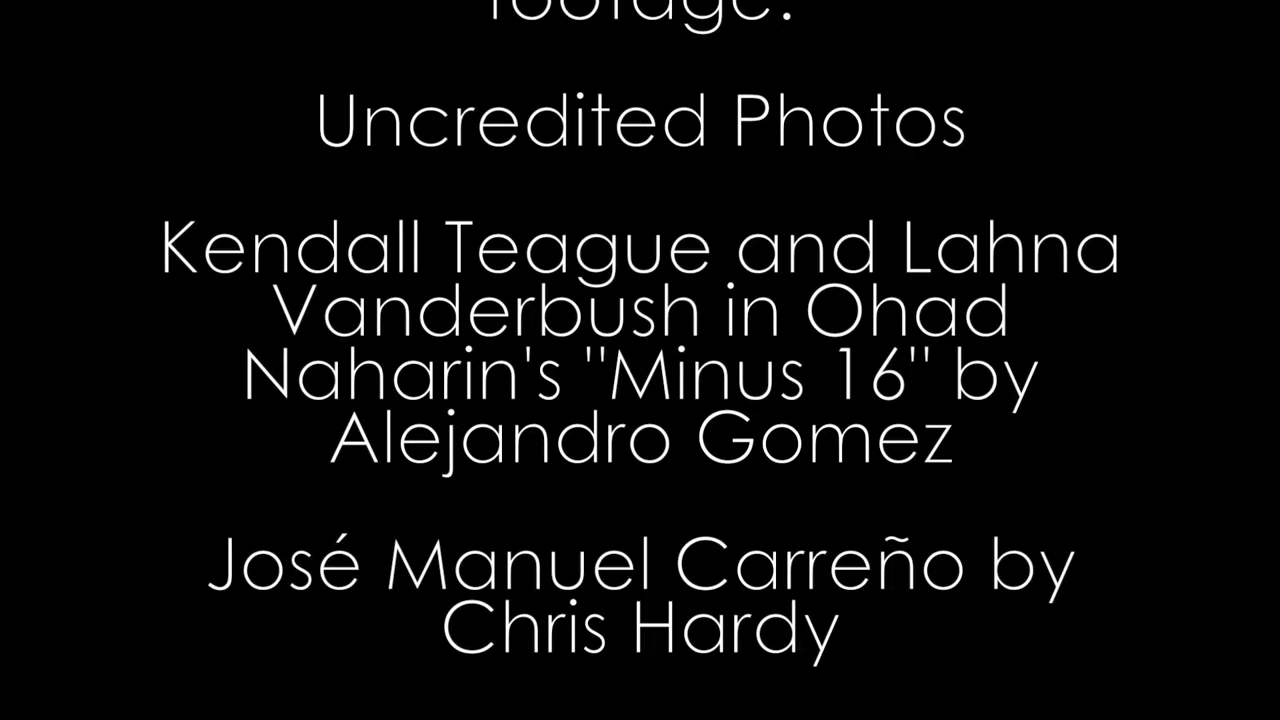 footage.
Uncredited Photos
Kendall Teague and Lahna
Vanderbush in Ohad
Naharin's "Minus 16" by
Alejandro Gomez
José Manuel Carreño by
Chris Hardy